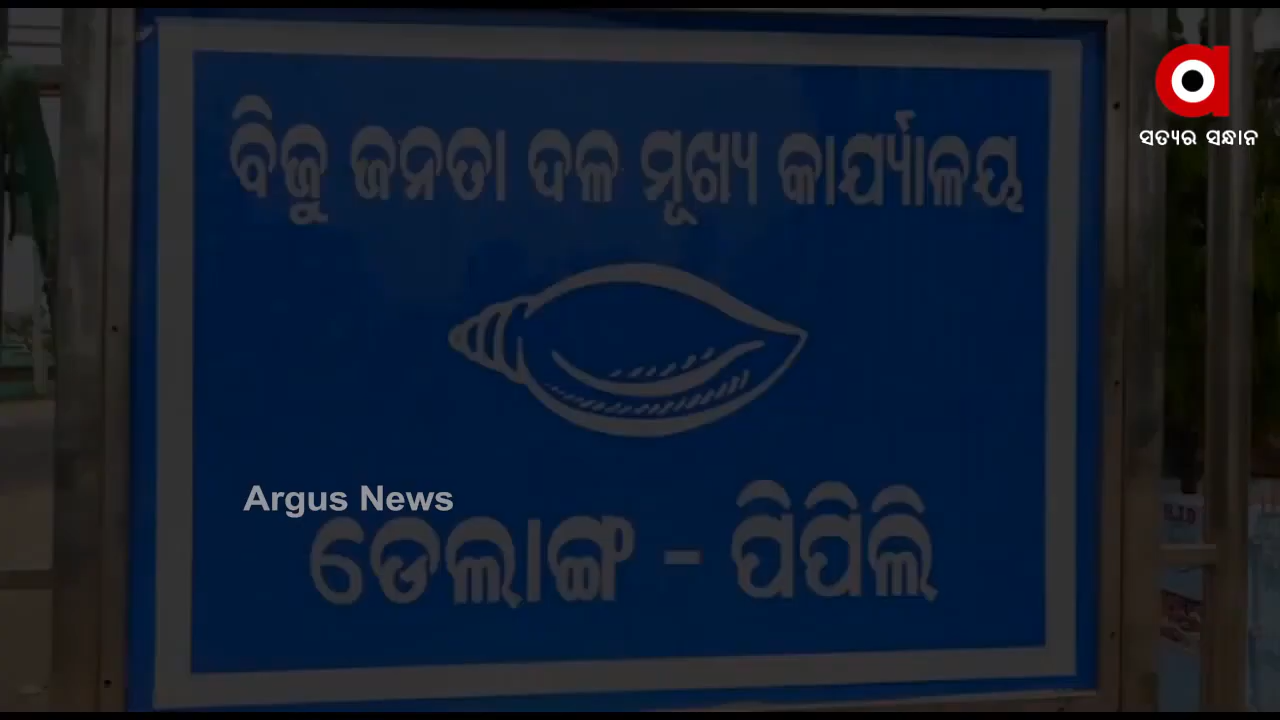 ବିଜୁ ଜନତା ଦଳ ମୂଖ୍ୟ କାର୍ଯ୍ୟାଳୟ
ସତ୍ୟର ସନ୍ଧାନ
Argus News
ଡେଲାଙ୍ଗ - ପିପିଲି